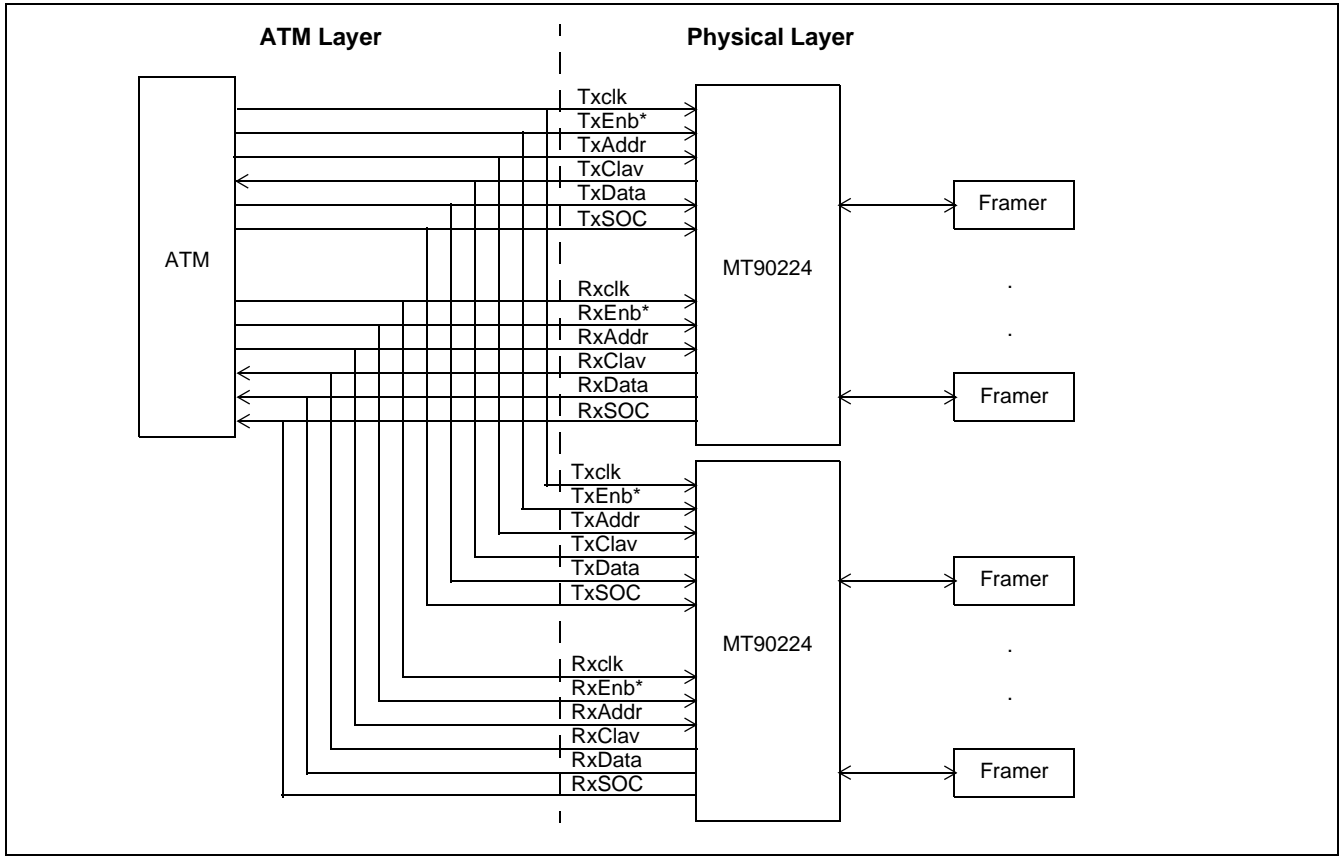 ATM Layer
Physical Layer
Txclk
TxEnb*
TxAddr
TxClav
TxData
TxSOC
Framer
ATM
MT90224
.
Rxclk
RxEnb*
.
RxAddr
RxClav
RxData
Framer
RxSOC
Txclk
TxEnb*
TxAddr
TxClav
TxData
Framer
TxSOC
MT90224
.
Rxclk
RxEnb*
.
RxAddr
RxClav
RxData
Framer
RxSOC